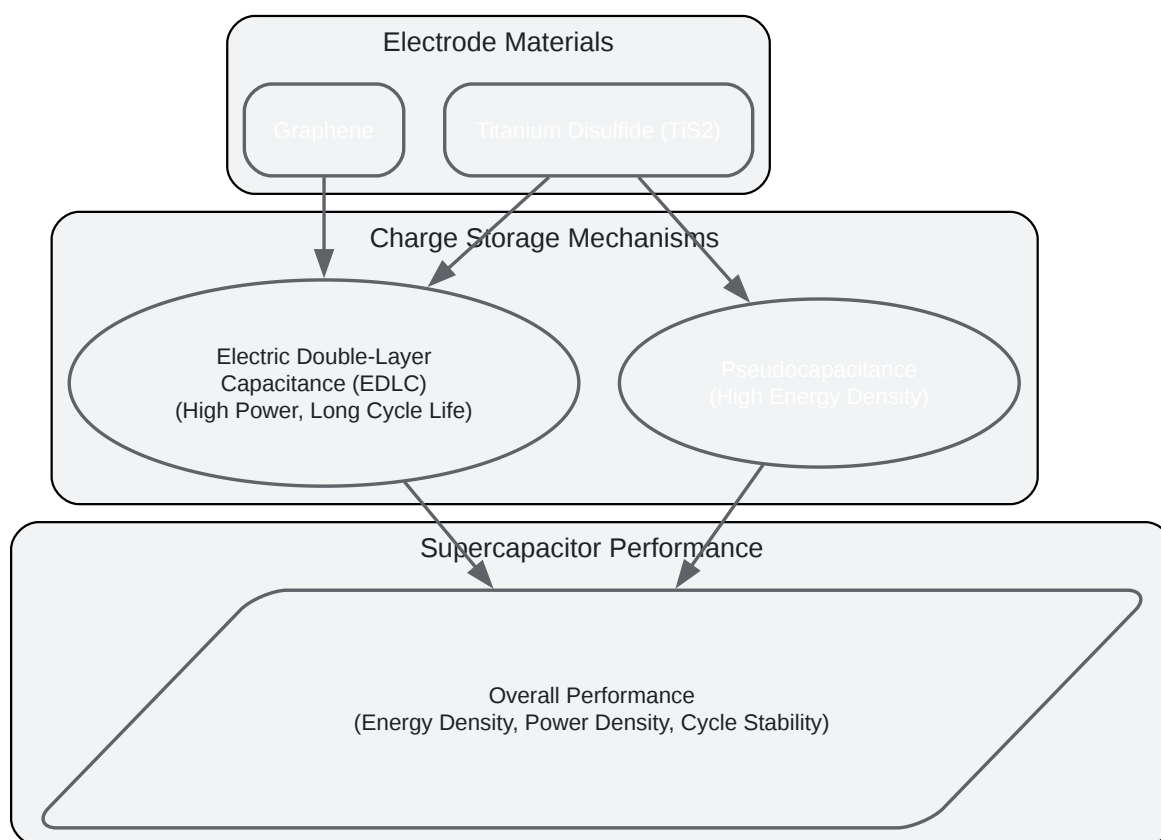 Electrode Materials
Graphene
Titanium Disulfide (TiS2)
Charge Storage Mechanisms
Electric Double-Layer
Capacitance (EDLC)
(High Power, Long Cycle Life)
Pseudocapacitance
(High Energy Density)
Supercapacitor Performance
Overall Performance
(Energy Density, Power Density, Cycle Stability)